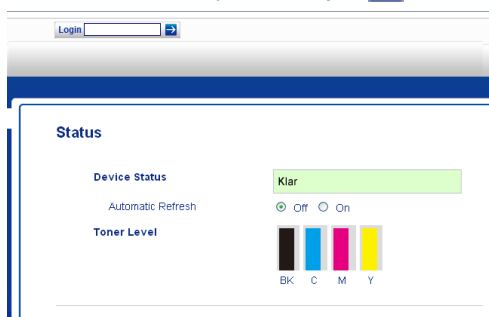 Login
Status
Device Status
Klar
Automatic Refresh Off On
Toner Level
BK C M Y